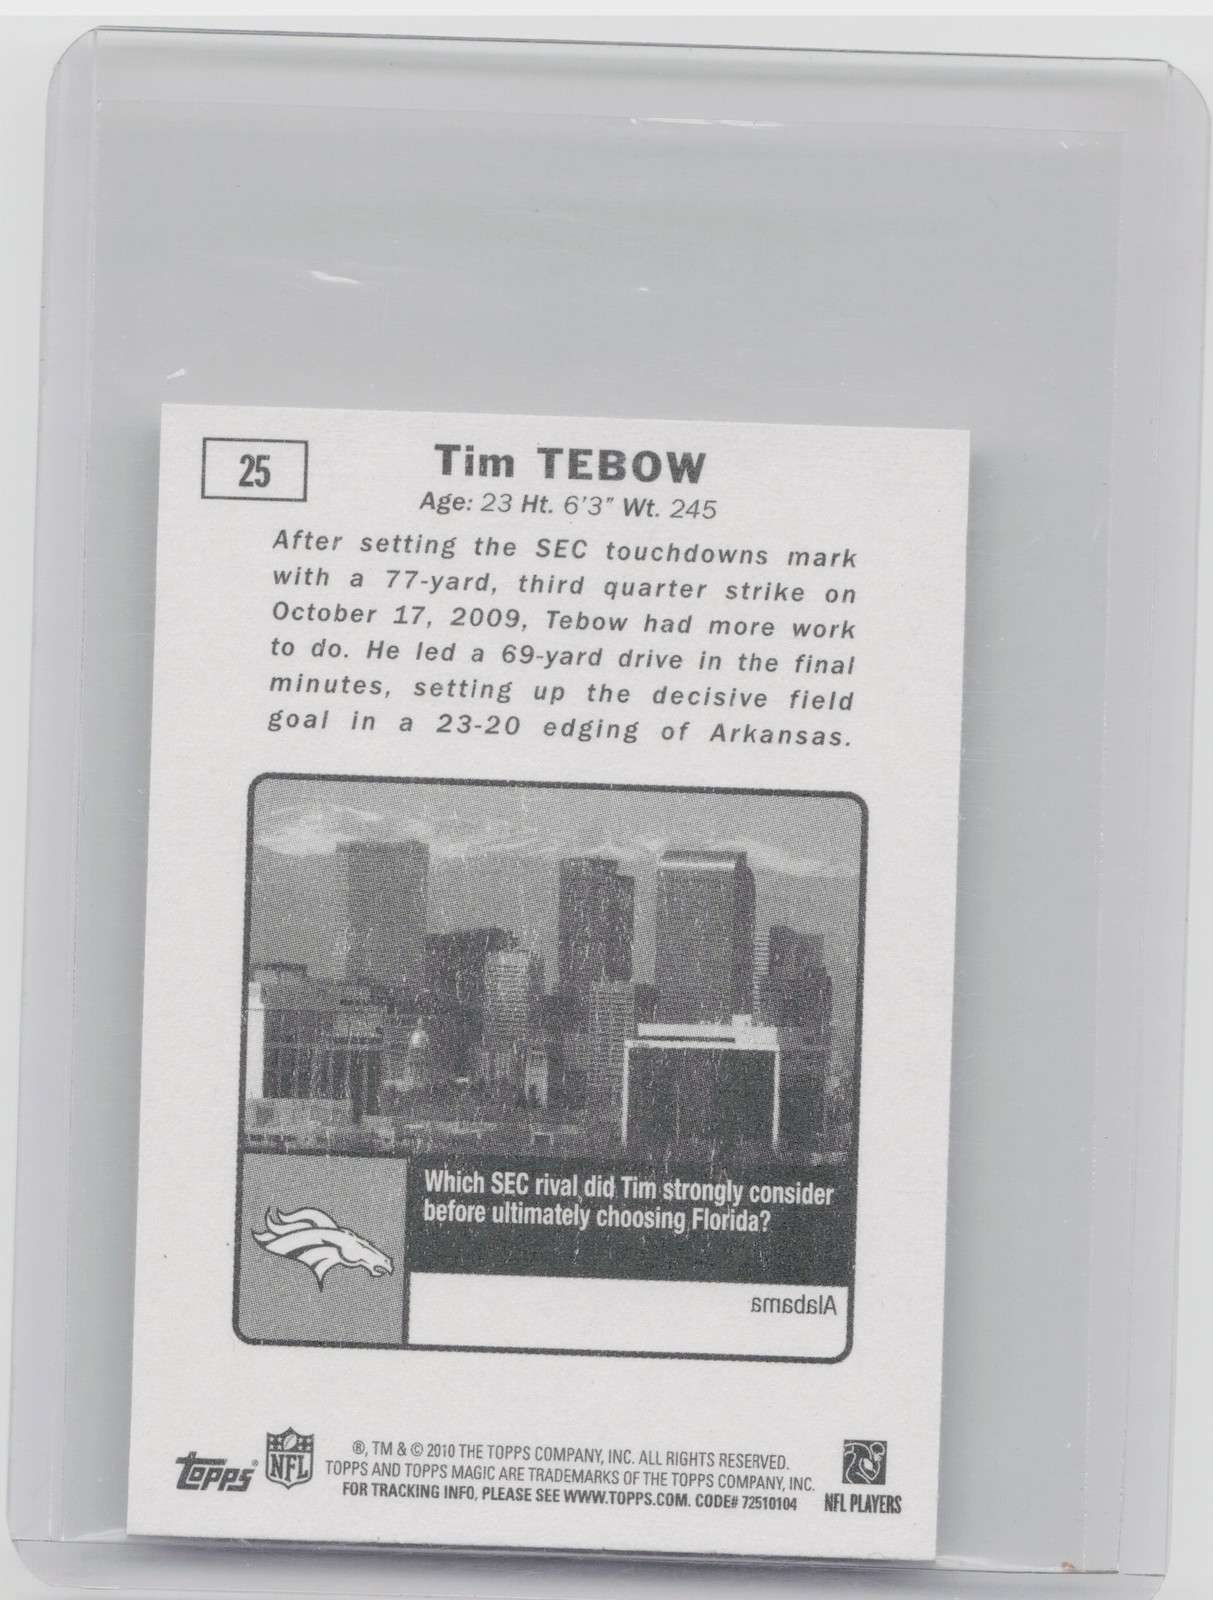 25
Tim TEBOW
Age: 23 Ht. 6'3" Wt. 245
After setting the SEC touchdowns mark
with a 77-yard, third quarter strike on
October 17, 2009, Tebow had more work
to do. He led a 69-yard drive in the final
minutes, setting up the decisive field
goal in a 23-20 edging of Arkansas.
Which SEC rival did Tim strongly consider
before ultimately choosing Florida?
Alabama
topps®
NFL
®, TM & © 2010 THE TOPPS COMPANY, INC. ALL RIGHTS RESERVED.
TOPPS AND TOPPS MAGIC ARE TRADEMARKS OF THE TOPPS COMPANY, INC.
FOR TRACKING INFO, PLEASE SEE WWW.TOPPS.COM. CODE# 72510104
NFL PLAYERS